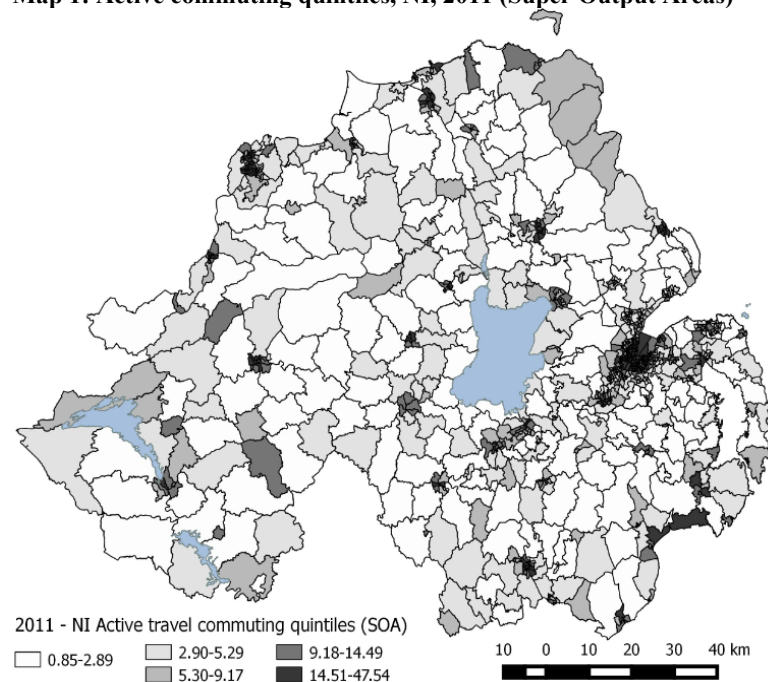 Map 1: Active commuting quintiles, NI, 2011 (Super Output Areas)
2011 - NI Active travel commuting quintiles (SOA)
0.85-2.89
2.90-5.29
5.30-9.17
9.18-14.49
14.51-47.54
10 0 10 20 30 40 km